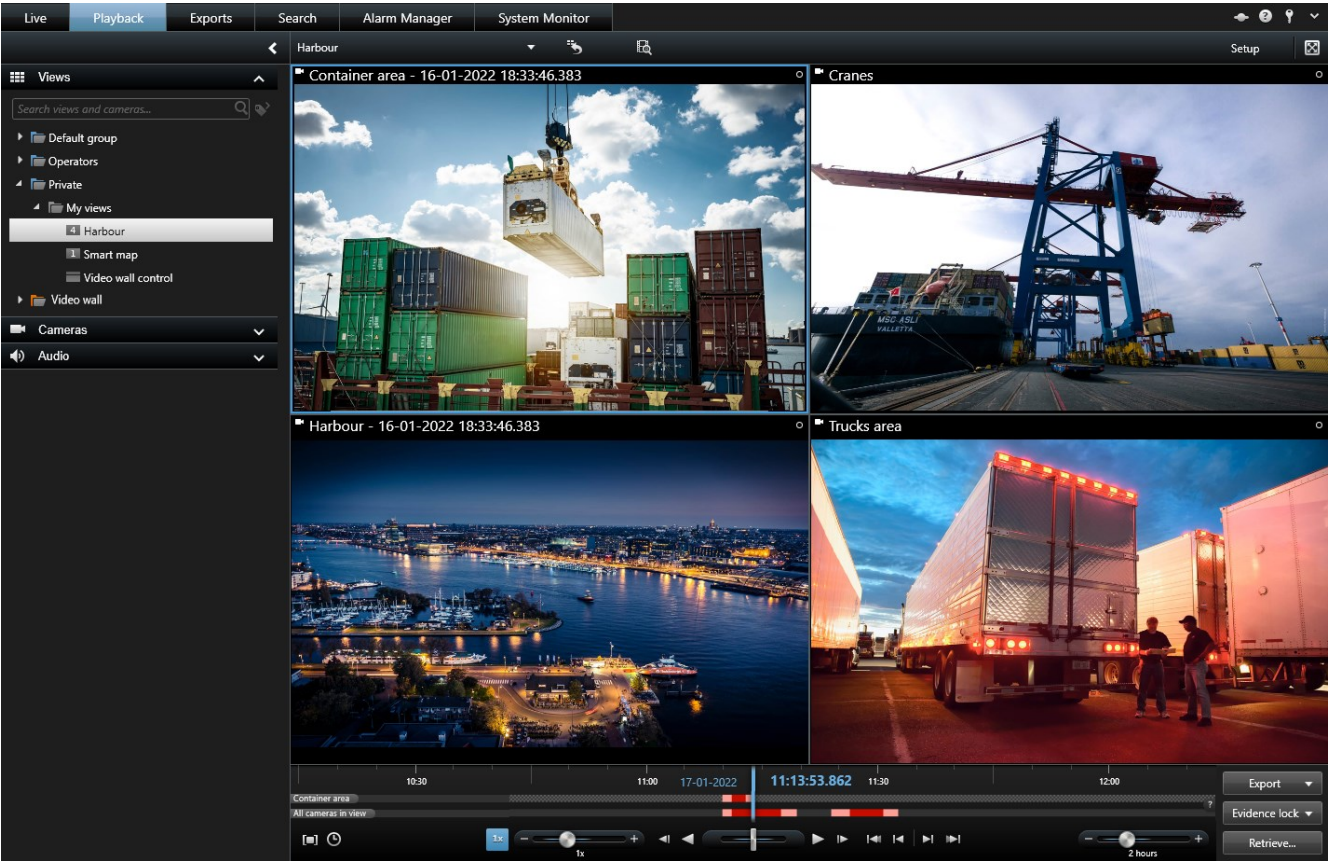 Live Playback Exports Search Alarm Manager System Monitor
Harbour Setup
Views
Search views and cameras...
Default group
Operators
Private
My views
4 Harbour
1 Smart map
Video wall control
Video wall
Cameras
Audio
Container area - 16-01-2022 18:33:46.383
Cranes
MSC ASLI
VALLETTA
Harbour - 16-01-2022 18:33:46.383
Trucks area
10:30 11:00 17-01-2022 11:13:53.862 11:30 12:00
Container area
All cameras in view
?
1x
1x
2 hours
Export
Evidence lock
Retrieve...